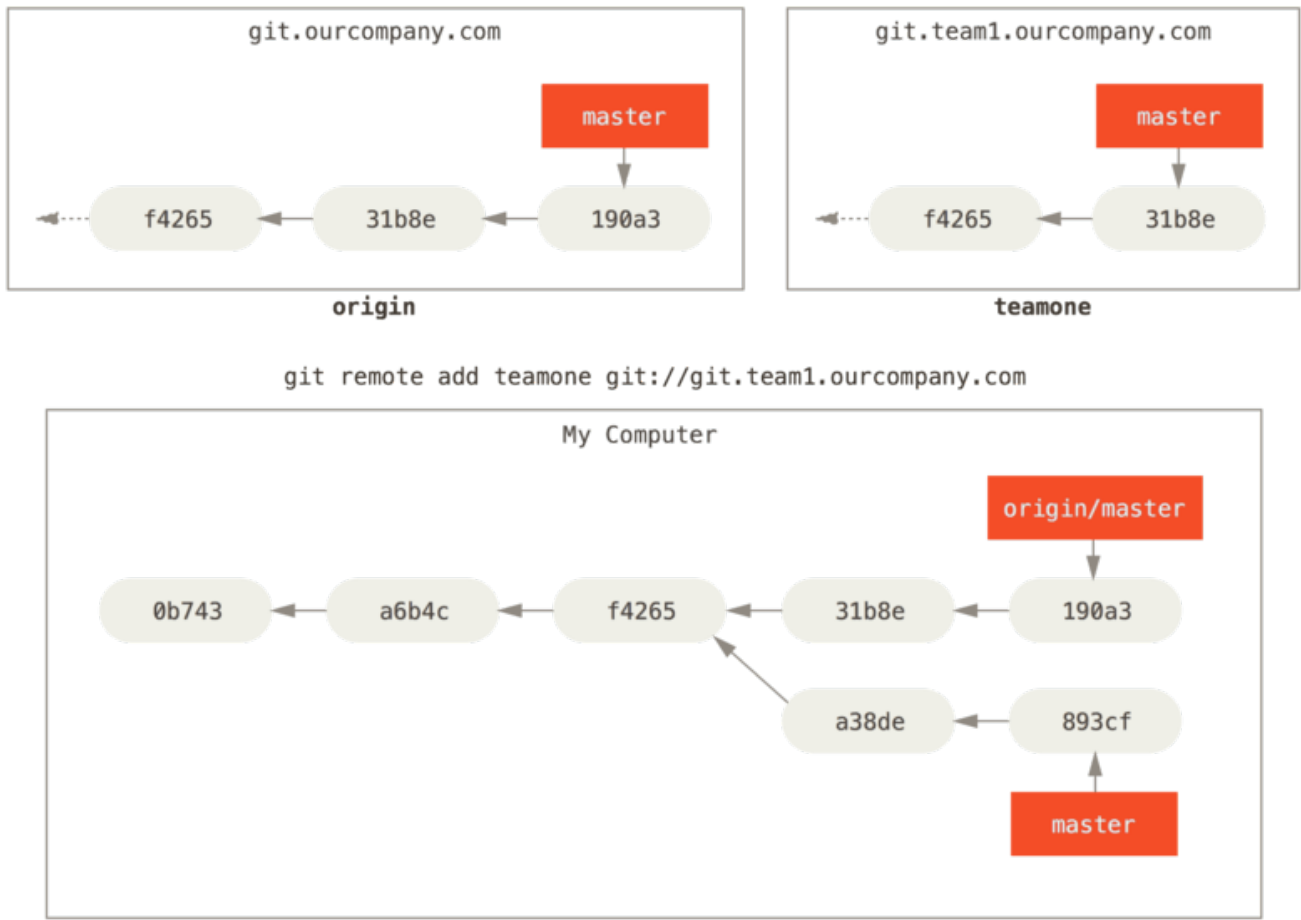 git.ourcompany.com
master
f4265
31b8e
190a3
origin
git.team1.ourcompany.com
master
f4265
31b8e
teamone
git remote add teamone git://git.team1.ourcompany.com
My Computer
origin/master
0b743
a6b4c
f4265
31b8e
190a3
a38de
893cf
master